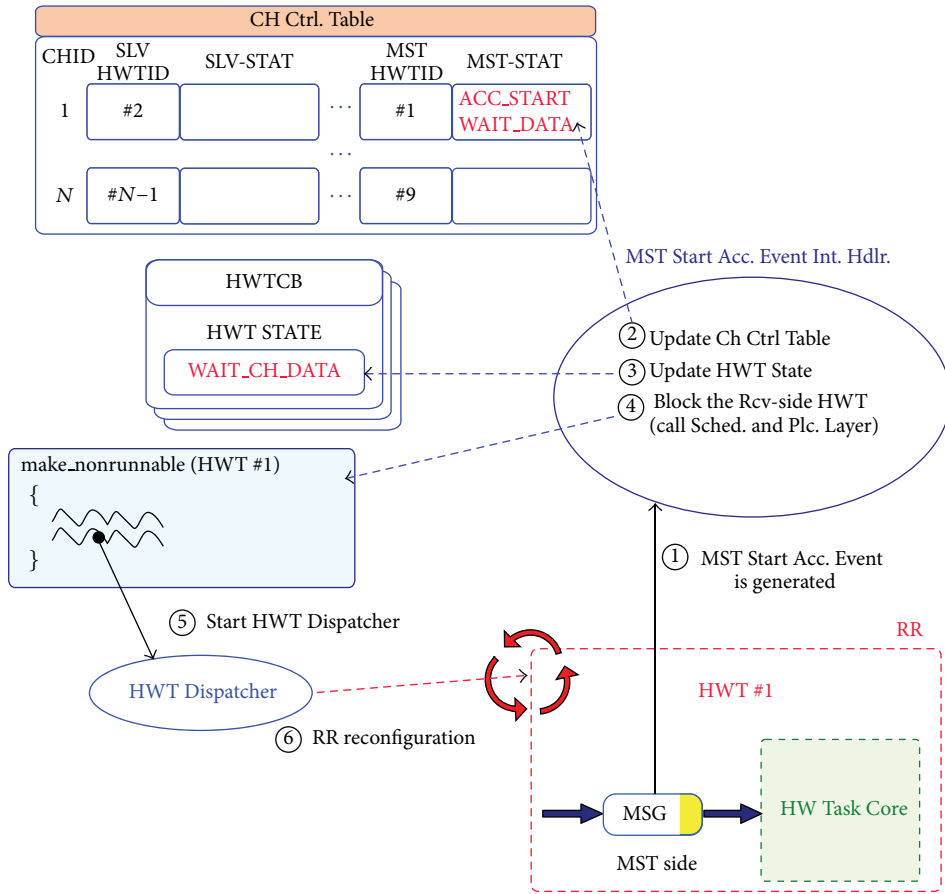 CH Ctrl. Table
CHID SLV HWTID SLV-STAT MST HWTID MST-STAT
1 #2 ... #1 ACC_START
WAIT_DATA
...
N #N−1 ... #9
MST Start Acc. Event Int. Hdlr.
HWTCB
HWT STATE
WAIT_CH_DATA
2 Update Ch Ctrl Table
3 Update HWT State
4 Block the Rcv-side HWT
(call Sched. and Plc. Layer)
make_nonrunnable (HWT #1)
{
}
1 MST Start Acc. Event
is generated
5 Start HWT Dispatcher
HWT Dispatcher
6 RR reconfiguration
RR
HWT #1
MSG
HW Task Core
MST side